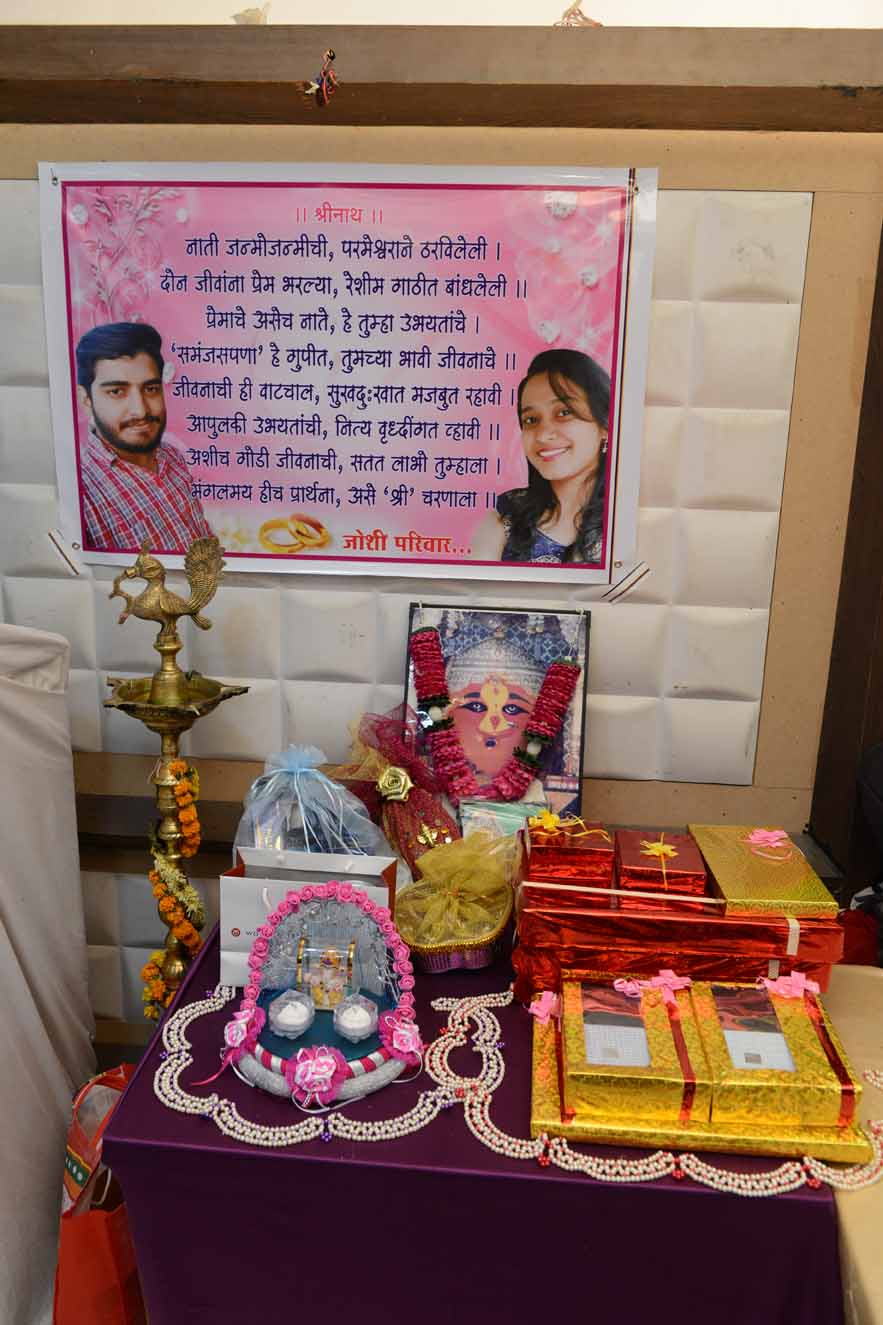 ।। श्रीनाथ ।।
नाती जन्मोजन्मीची, परमेश्वराने ठरविलेली ।
दोन जीवांना प्रेम भरल्या, रेशीम गाठीत बांधलेली ।।
प्रेमाचे असेच नाते, हे तुम्हा उभयतांचे ।
‘समंजसपणा’ हे गुपीत, तुमच्या भावी जीवनाचे ।।
जीवनाची ही वाटचाल, सुखदुःखात मजबुत रहावी ।
आपुलकी उभयतांची, नित्य वृध्दींगत व्हावी ।।
अशीच गोडी जीवनाची, सतत लाभो तुम्हाला ।
मंगलमय हीच प्रार्थना, असे ‘श्री’ चरणाला ।।
जोशी परिवार...